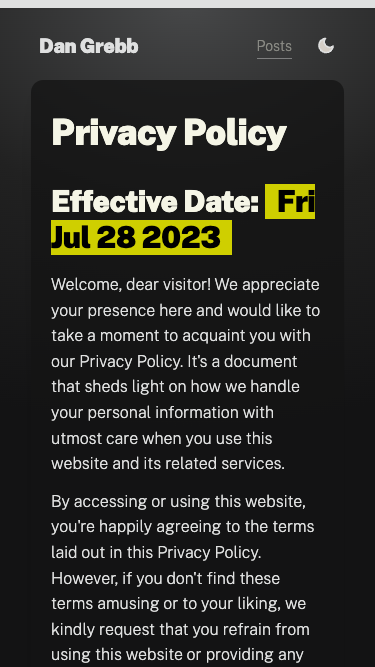 Dan Grebb
Posts
Privacy Policy
Effective Date: Fri
Jul 28 2023
Welcome, dear visitor! We appreciate
your presence here and would like to
take a moment to acquaint you with
our Privacy Policy. It's a document
that sheds light on how we handle
your personal information with
utmost care when you use this
website and its related services.
By accessing or using this website,
you're happily agreeing to the terms
laid out in this Privacy Policy.
However, if you don't find these
terms amusing or to your liking, we
kindly request that you refrain from
using this website or providing any